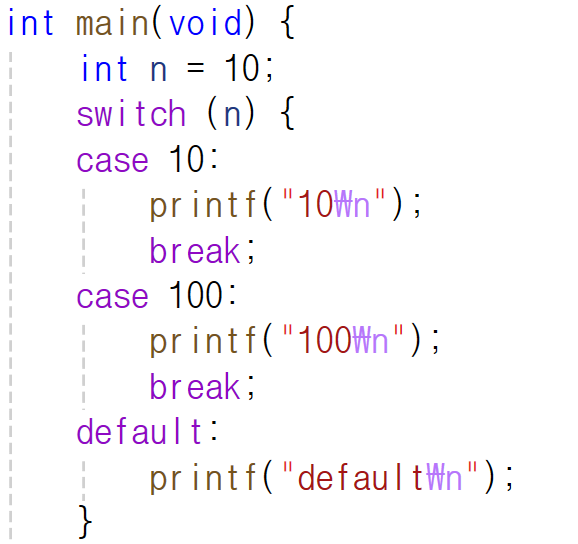 int main(void) {
    int n = 10;
    switch (n) {
    case 10:
        printf("10₩n");
        break;
    case 100:
        printf("100₩n");
        break;
    default:
        printf("default₩n");
    }